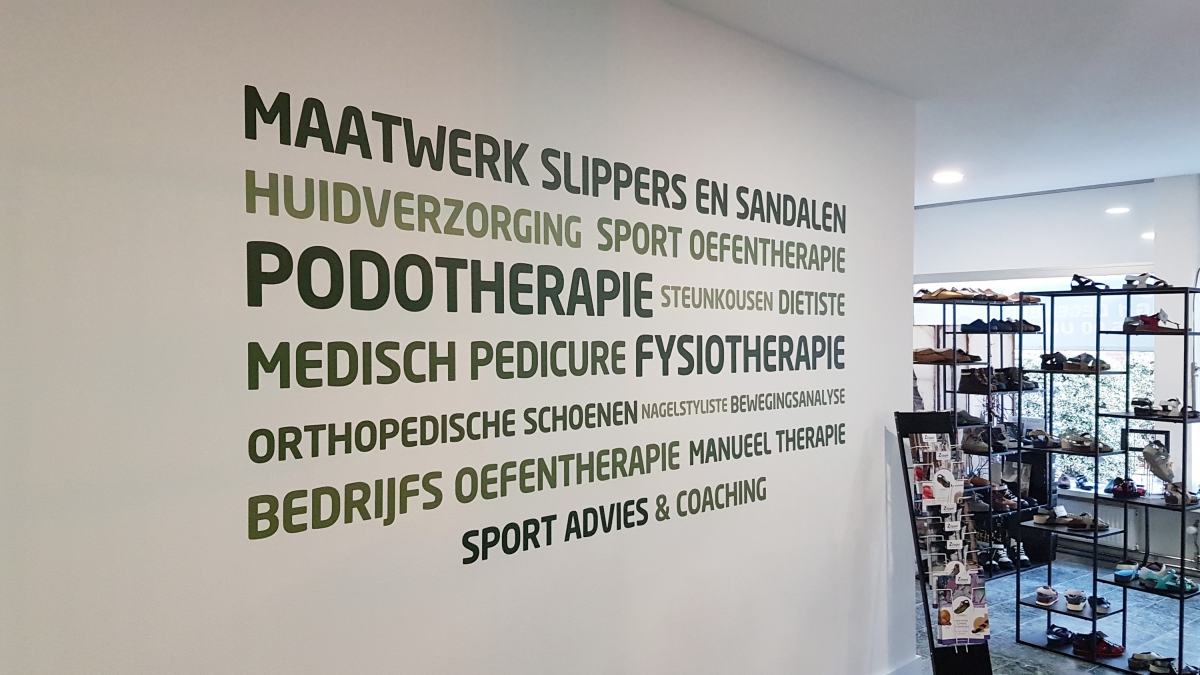 MAATWERK SLIPPERS EN SANDALEN
HUIDVERZORGING SPORT OEFENTHERAPIE
PODOTHERAPIE STEUNKOUSEN DIETISTE
MEDISCH PEDICURE FYSIOTHERAPIE
ORTHOPEDISCHE SCHOENEN NAGELSTYLISTE BEWEGINGSANALYSE
BEDRIJFS OEFENTHERAPIE MANUEEL THERAPIE
SPORT ADVIES & COACHING